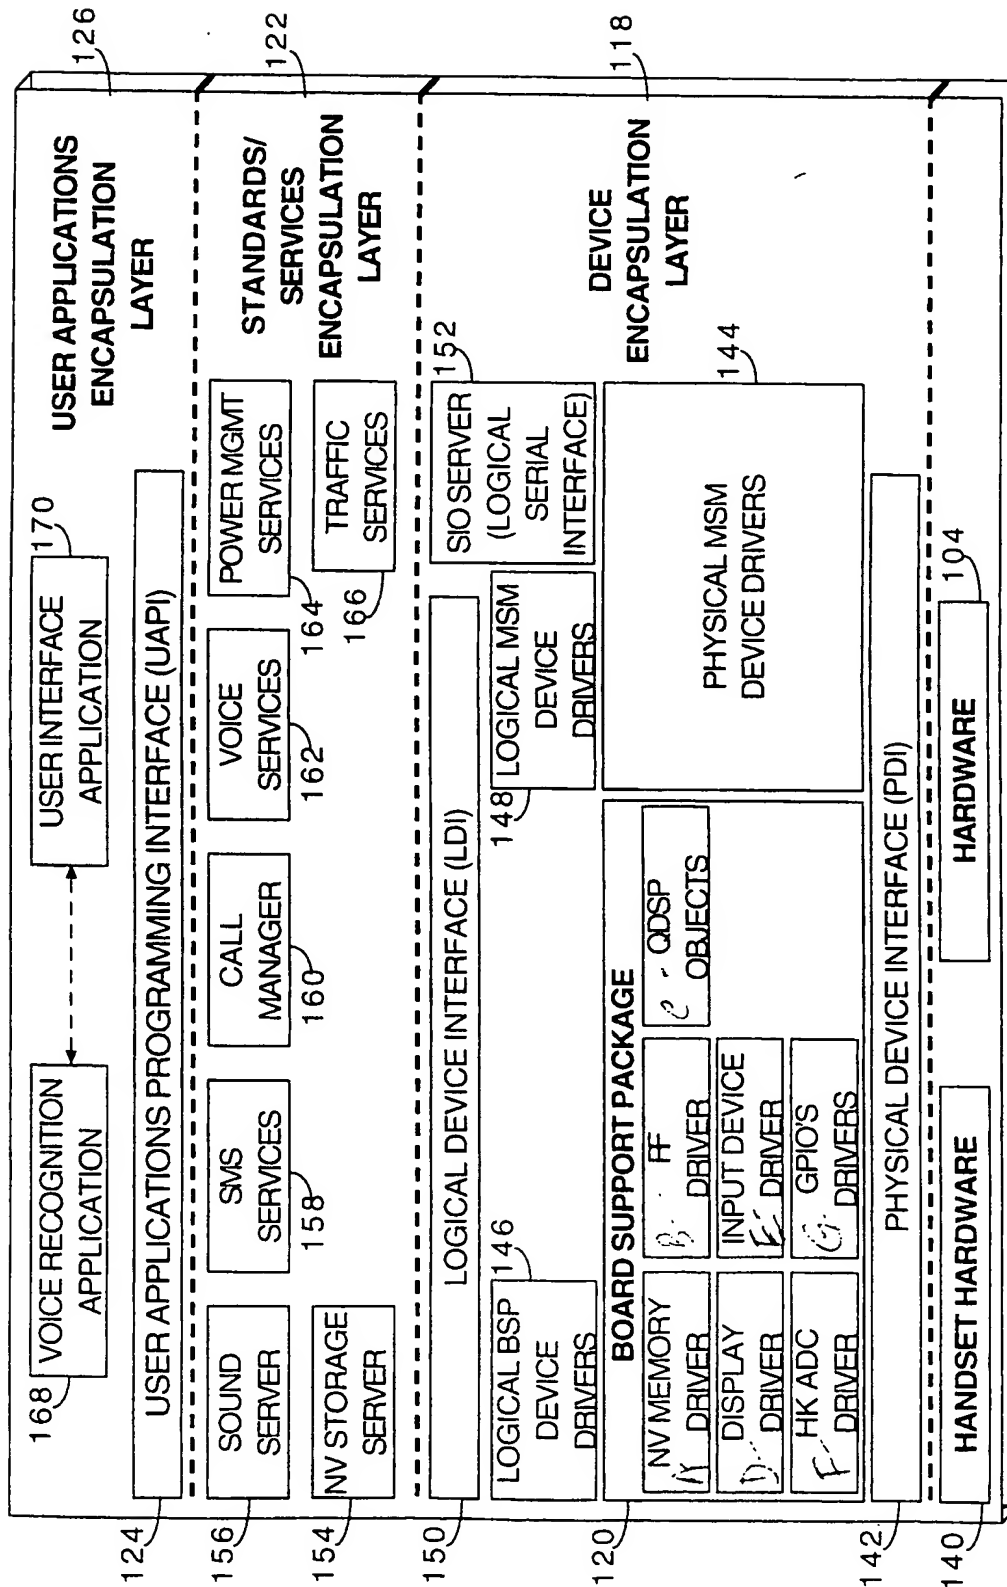 126
USER APPLICATIONS
ENCAPSULATION
LAYER
168
VOICE RECOGNITION
APPLICATION
USER INTERFACE
APPLICATION
170
124
USER APPLICATIONS PROGRAMMING INTERFACE (UAPI)
122
STANDARDS/
SERVICES
ENCAPSULATION
LAYER
156
SOUND
SERVER
SMS
SERVICES
158
CALL
MANAGER
160
VOICE
SERVICES
162
POWER MGMT
SERVICES
164
154
NV STORAGE
SERVER
TRAFFIC
SERVICES
166
118
DEVICE
ENCAPSULATION
LAYER
150
LOGICAL DEVICE INTERFACE (LDI)
SIO SERVER
(LOGICAL
SERIAL
INTERFACE)
152
LOGICAL BSP
DEVICE
DRIVERS
146
148
LOGICAL MSM
DEVICE
DRIVERS
120
BOARD SUPPORT PACKAGE
NV MEMORY
A DRIVER
FF
B. DRIVER
C - QDSP
OBJECTS
DISPLAY
D... DRIVER
INPUT DEVICE
E. DRIVER
HK ADC
F... DRIVER
GPIO'S
G. DRIVERS
PHYSICAL MSM
DEVICE DRIVERS
144
142
PHYSICAL DEVICE INTERFACE (PDI)
140
HANDSET HARDWARE
HARDWARE
104